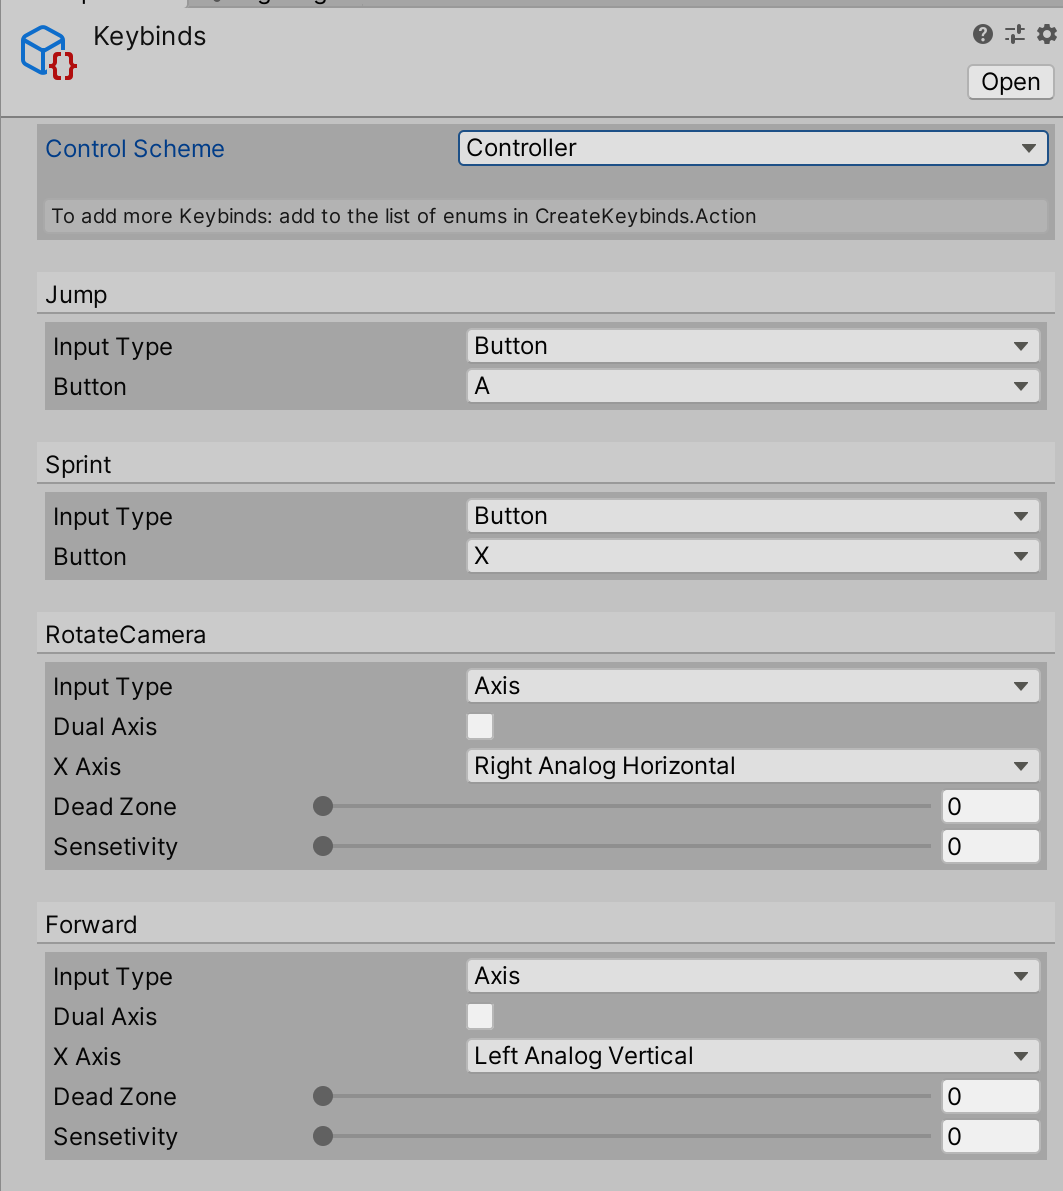 Keybinds
Open
Control Scheme Controller
To add more Keybinds: add to the list of enums in CreateKeybinds.Action
Jump
Input Type Button
Button A
Sprint
Input Type Button
Button X
RotateCamera
Input Type Axis
Dual Axis
X Axis Right Analog Horizontal
Dead Zone 0
Sensetivity 0
Forward
Input Type Axis
Dual Axis
X Axis Left Analog Vertical
Dead Zone 0
Sensetivity 0